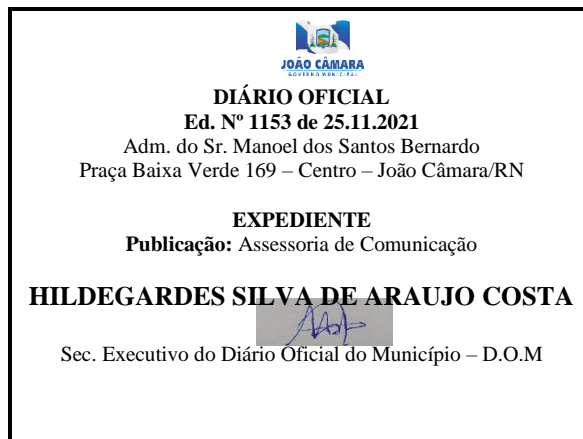 JOÃO CÂMARA
GOVERNO MUNICIPAL
DIÁRIO OFICIAL
Ed. Nº 1153 de 25.11.2021
Adm. do Sr. Manoel dos Santos Bernardo
Praça Baixa Verde 169 – Centro – João Câmara/RN
EXPEDIENTE
Publicação: Assessoria de Comunicação
HILDEGARDES SILVA DE ARAUJO COSTA
Sec. Executivo do Diário Oficial do Município – D.O.M